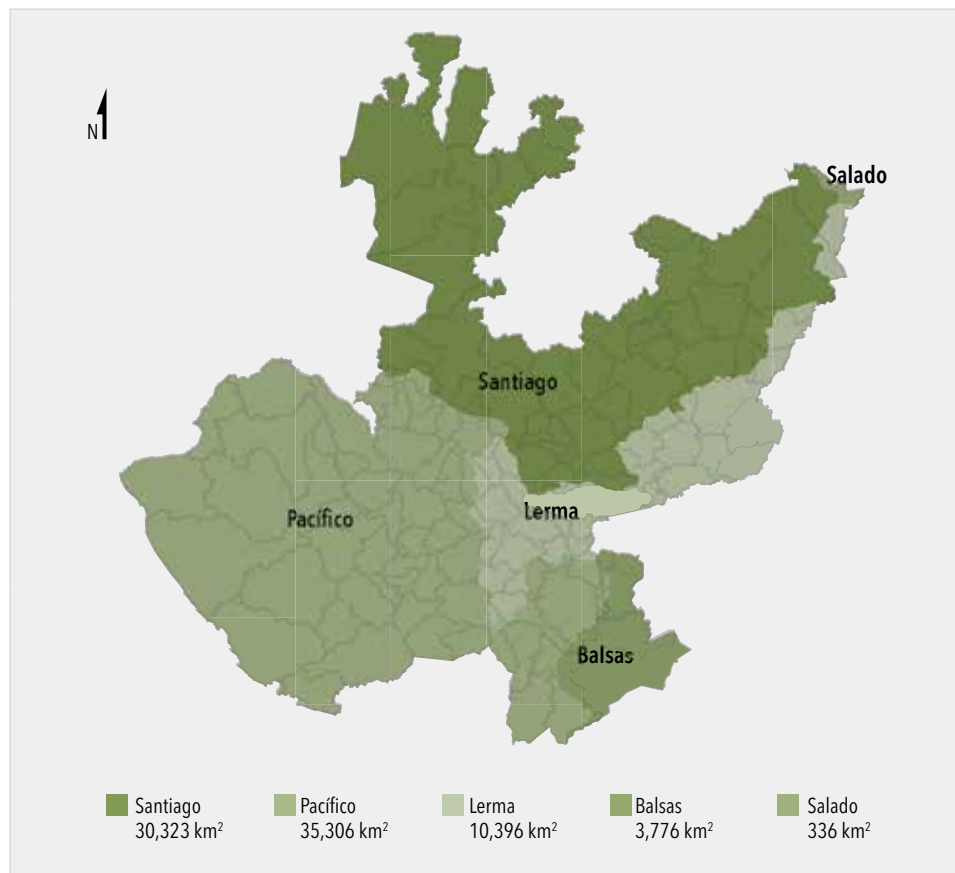 N
Salado
Santiago
Pacífico
Lerma
Balsas
Santiago
30,323 km²
Pacífico
35,306 km²
Lerma
10,396 km²
Balsas
3,776 km²
Salado
336 km²